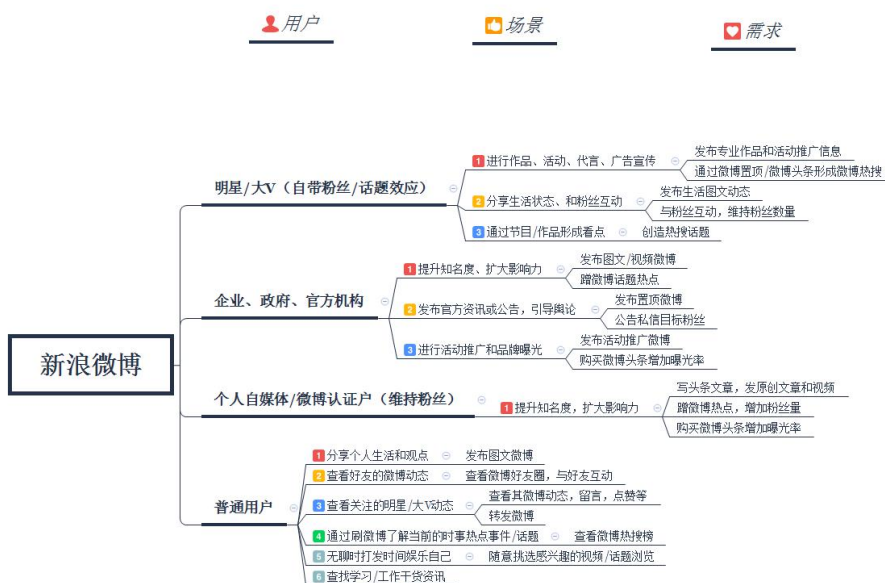 用户
场景
需求
新浪微博
明星/大V（自带粉丝/话题效应）
1 进行作品、活动、代言、广告宣传
发布专业作品和活动推广信息
通过微博置顶/微博头条形成微博热搜
2 分享生活状态、和粉丝互动
发布生活图文动态
与粉丝互动，维持粉丝数量
3 通过节目/作品形成看点
创造热搜话题
企业、政府、官方机构
1 提升知名度、扩大影响力
发布图文/视频微博
蹭微博话题热点
2 发布官方资讯或公告，引导舆论
发布置顶微博
公告私信目标粉丝
3 进行活动推广和品牌曝光
发布活动推广微博
购买微博头条增加曝光率
个人自媒体/微博认证户（维持粉丝）
1 提升知名度，扩大影响力
写头条文章，发原创文章和视频
蹭微博热点，增加粉丝量
购买微博头条增加曝光率
普通用户
1 分享个人生活和观点
发布图文微博
2 查看好友的微博动态
查看微博好友圈，与好友互动
3 查看关注的明星/大V动态
查看其微博动态，留言，点赞等
转发微博
4 通过刷微博了解当前的时事热点事件/话题
查看微博热搜榜
5 无聊时打发时间娱乐自己
随意挑选感兴趣的视频/话题浏览
6 查找学习/工作干货资讯